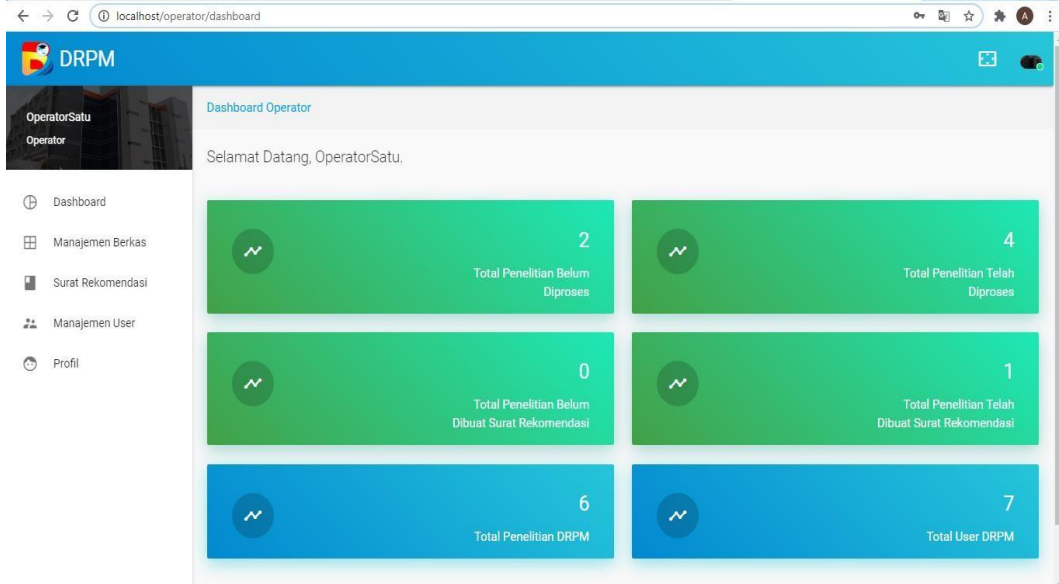 localhost/operator/dashboard
A
DRPM
OperatorSatu
Operator
Dashboard Operator
Selamat Datang, OperatorSatu.
Dashboard
Manajemen Berkas
Surat Rekomendasi
Manajemen User
Profil
2
Total Penelitian Belum
Diproses
4
Total Penelitian Telah
Diproses
0
Total Penelitian Belum
Dibuat Surat Rekomendasi
1
Total Penelitian Telah
Dibuat Surat Rekomendasi
6
Total Penelitian DRPM
7
Total User DRPM